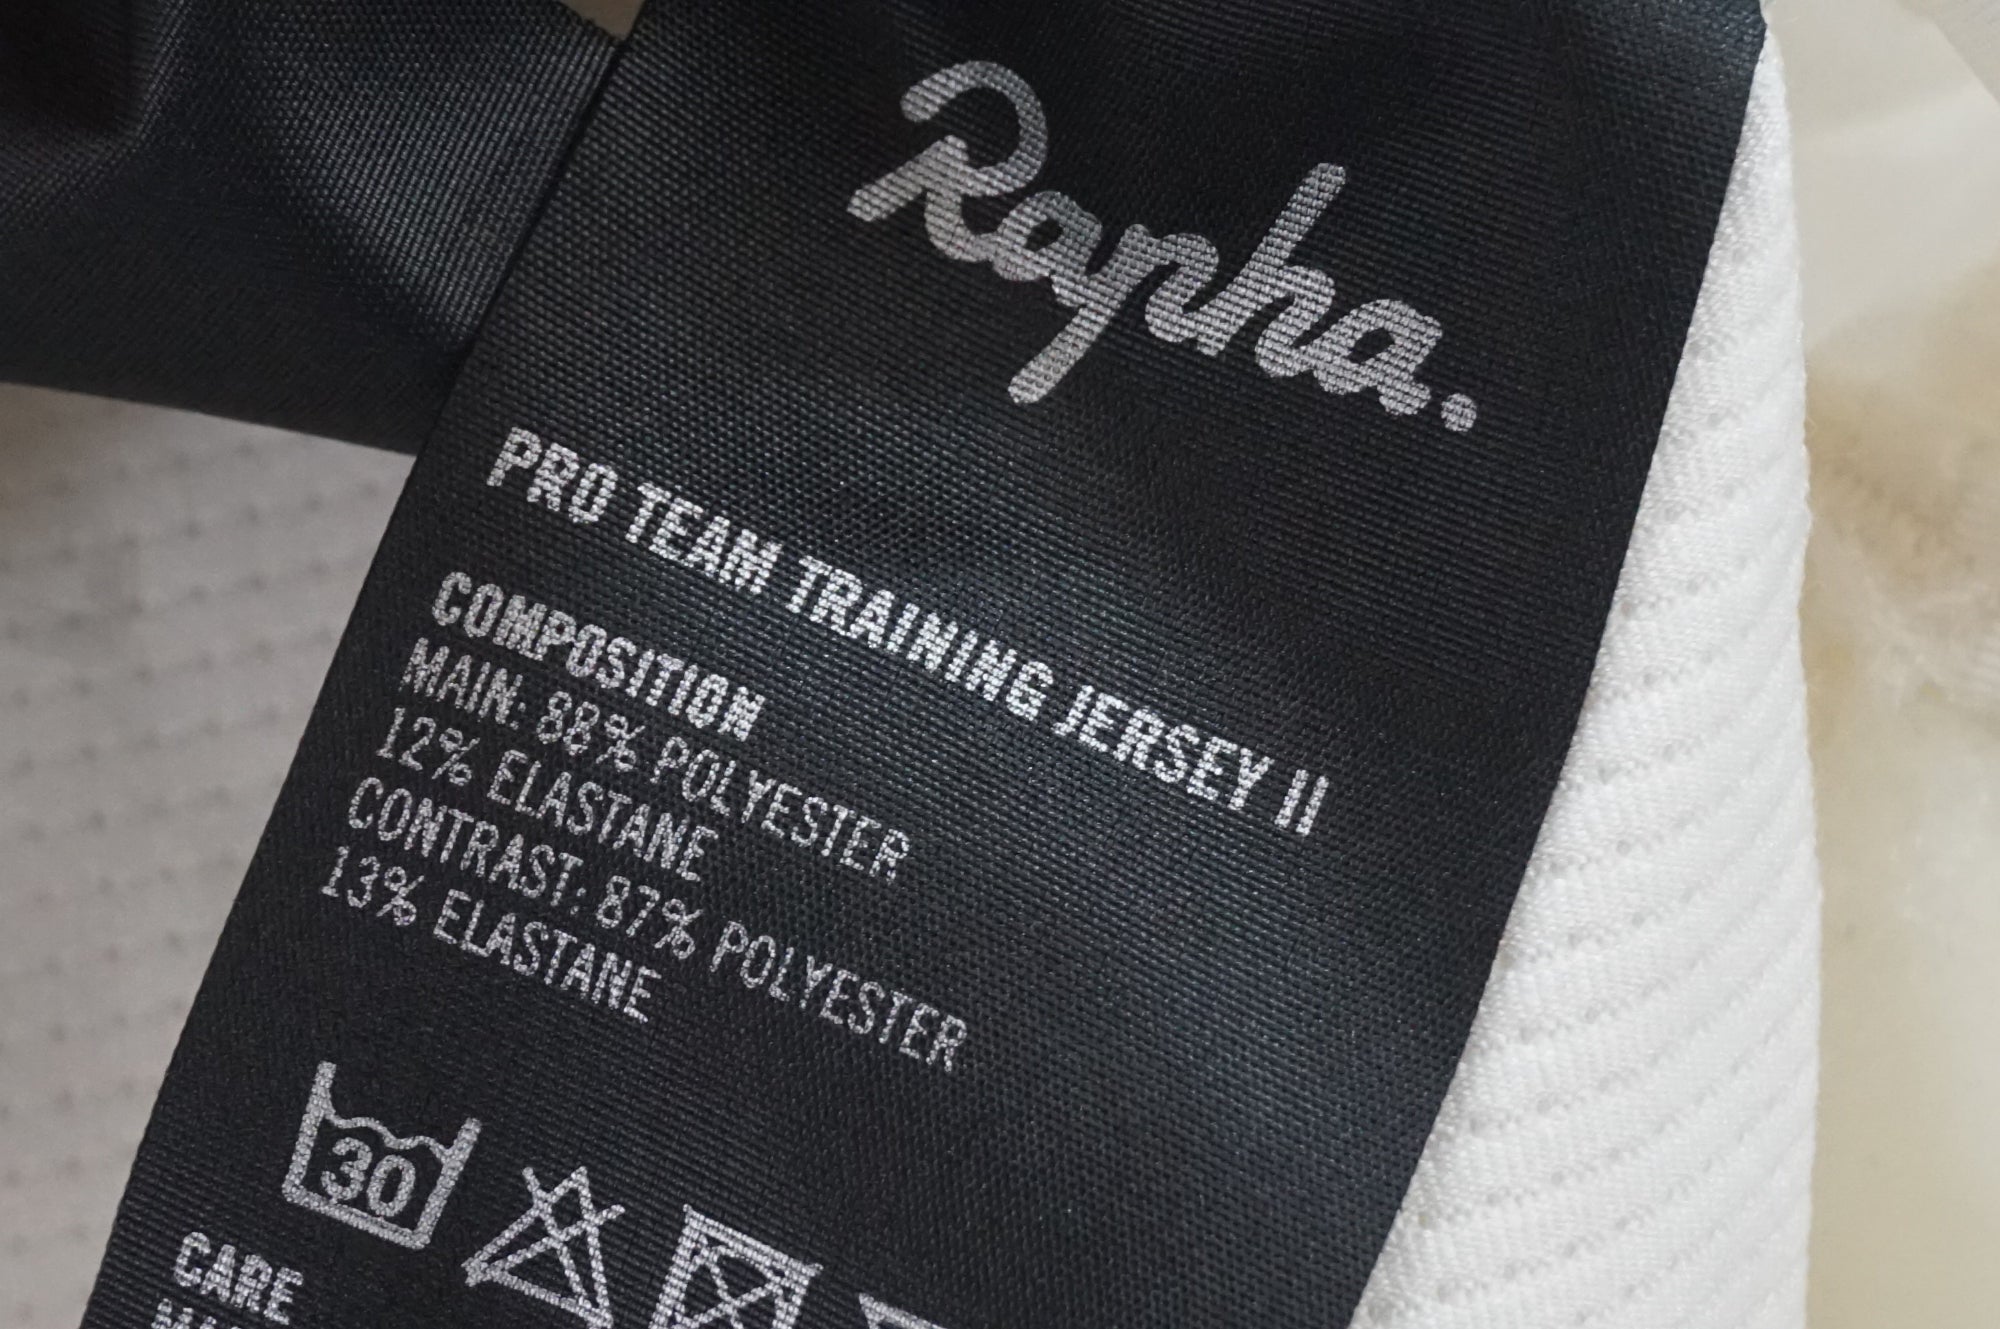 Rapha.
PRO TEAM TRAINING JERSEY II
COMPOSITION
MAIN: 88% POLYESTER
12% ELASTANE
CONTRAST: 87% POLYESTER
13% ELASTANE
30
CARE